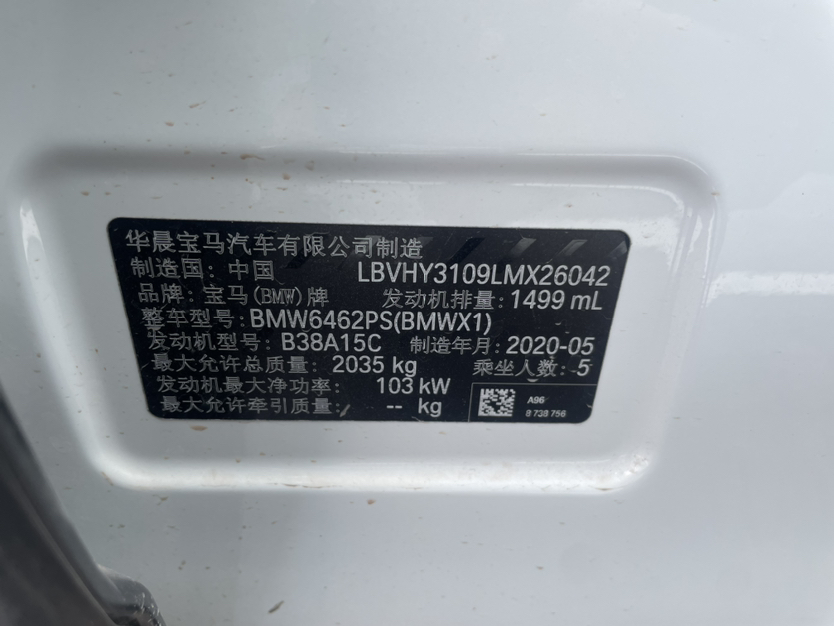 华晨宝马汽车有限公司制造
制造国：中国 LBVHY3109LMX26042
品牌：宝马(BMW)牌 发动机排量：1499 mL
整车型号：BMW6462PS(BMWX1)
发动机型号：B38A15C 制造年月：2020-05
最大允许总质量：2035 kg 乘坐人数：5
发动机最大净功率： 103 kW
最大允许牵引质量： -- kg
A96
8 738 756